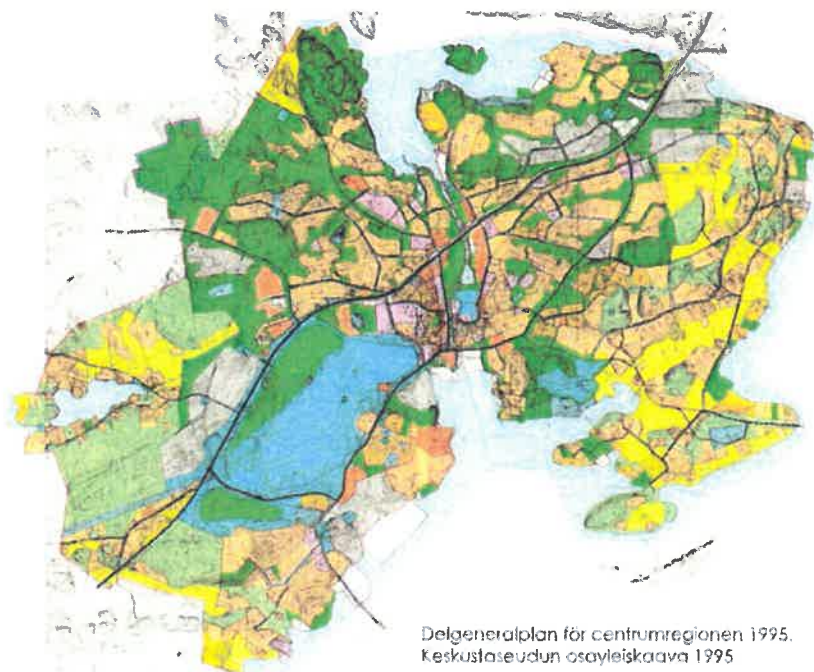 Delgeneralplan för centrumregionen 1995.
Keskustaseudun osayleiskaava 1995